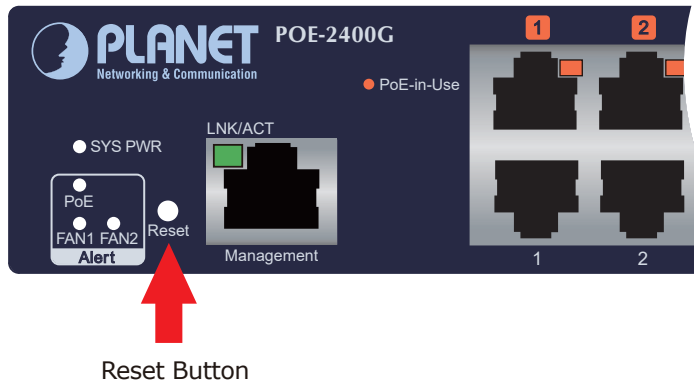 PLANET
Networking & Communication
POE-2400G
1 2
PoE-in-Use
LNK/ACT
SYS PWR
PoE
FAN1 FAN2
Alert
Reset
Management
1 2
Reset Button